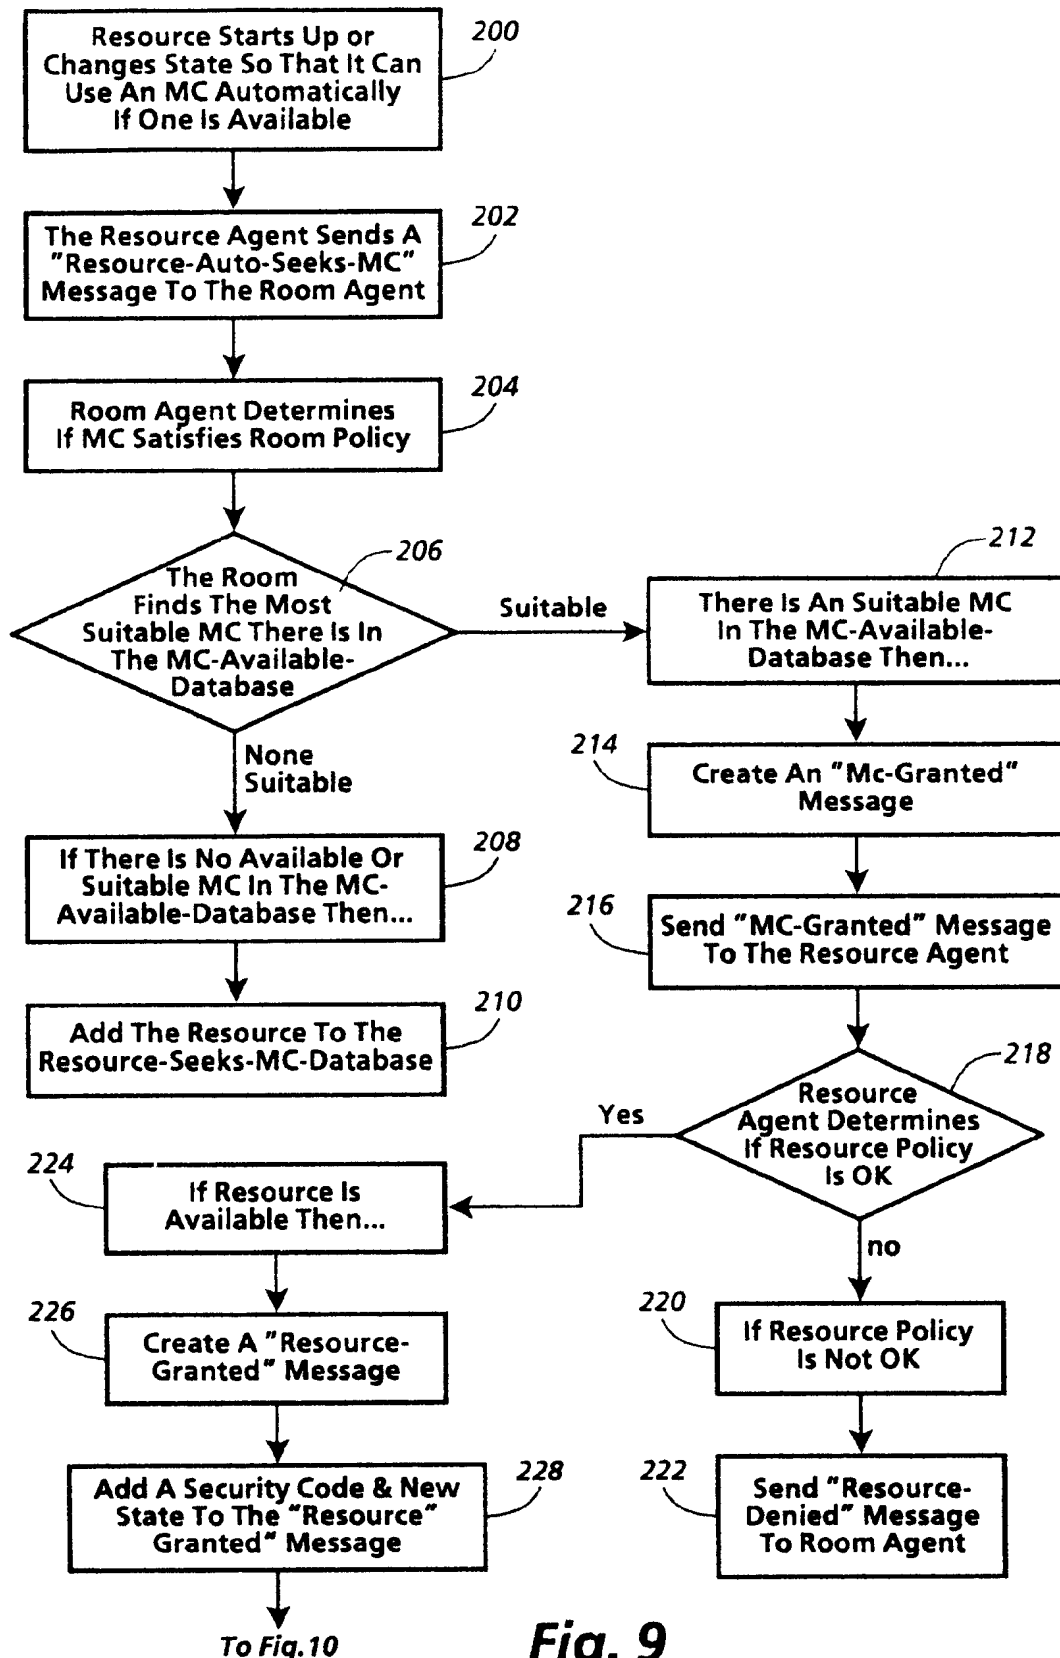 Resource Starts Up or
Changes State So That It Can
Use An MC Automatically
If One Is Available
200
The Resource Agent Sends A
"Resource-Auto-Seeks-MC"
Message To The Room Agent
202
Room Agent Determines
If MC Satisfies Room Policy
204
The Room
Finds The Most
Suitable MC There Is In
The MC-Available-
Database
206
Suitable
None
Suitable
There Is An Suitable MC
In The MC-Available-
Database Then...
212
If There Is No Available Or
Suitable MC In The MC-
Available-Database Then...
208
Add The Resource To The
Resource-Seeks-MC-Database
210
Create An "Mc-Granted"
Message
214
Send "MC-Granted" Message
To The Resource Agent
216
Resource
Agent Determines
If Resource Policy
Is OK
218
Yes
no
If Resource Policy
Is Not OK
220
Send "Resource-
Denied" Message
To Room Agent
222
If Resource Is
Available Then...
224
Create A "Resource-
Granted" Message
226
Add A Security Code & New
State To The "Resource"
Granted" Message
228
To Fig.10
Fig. 9